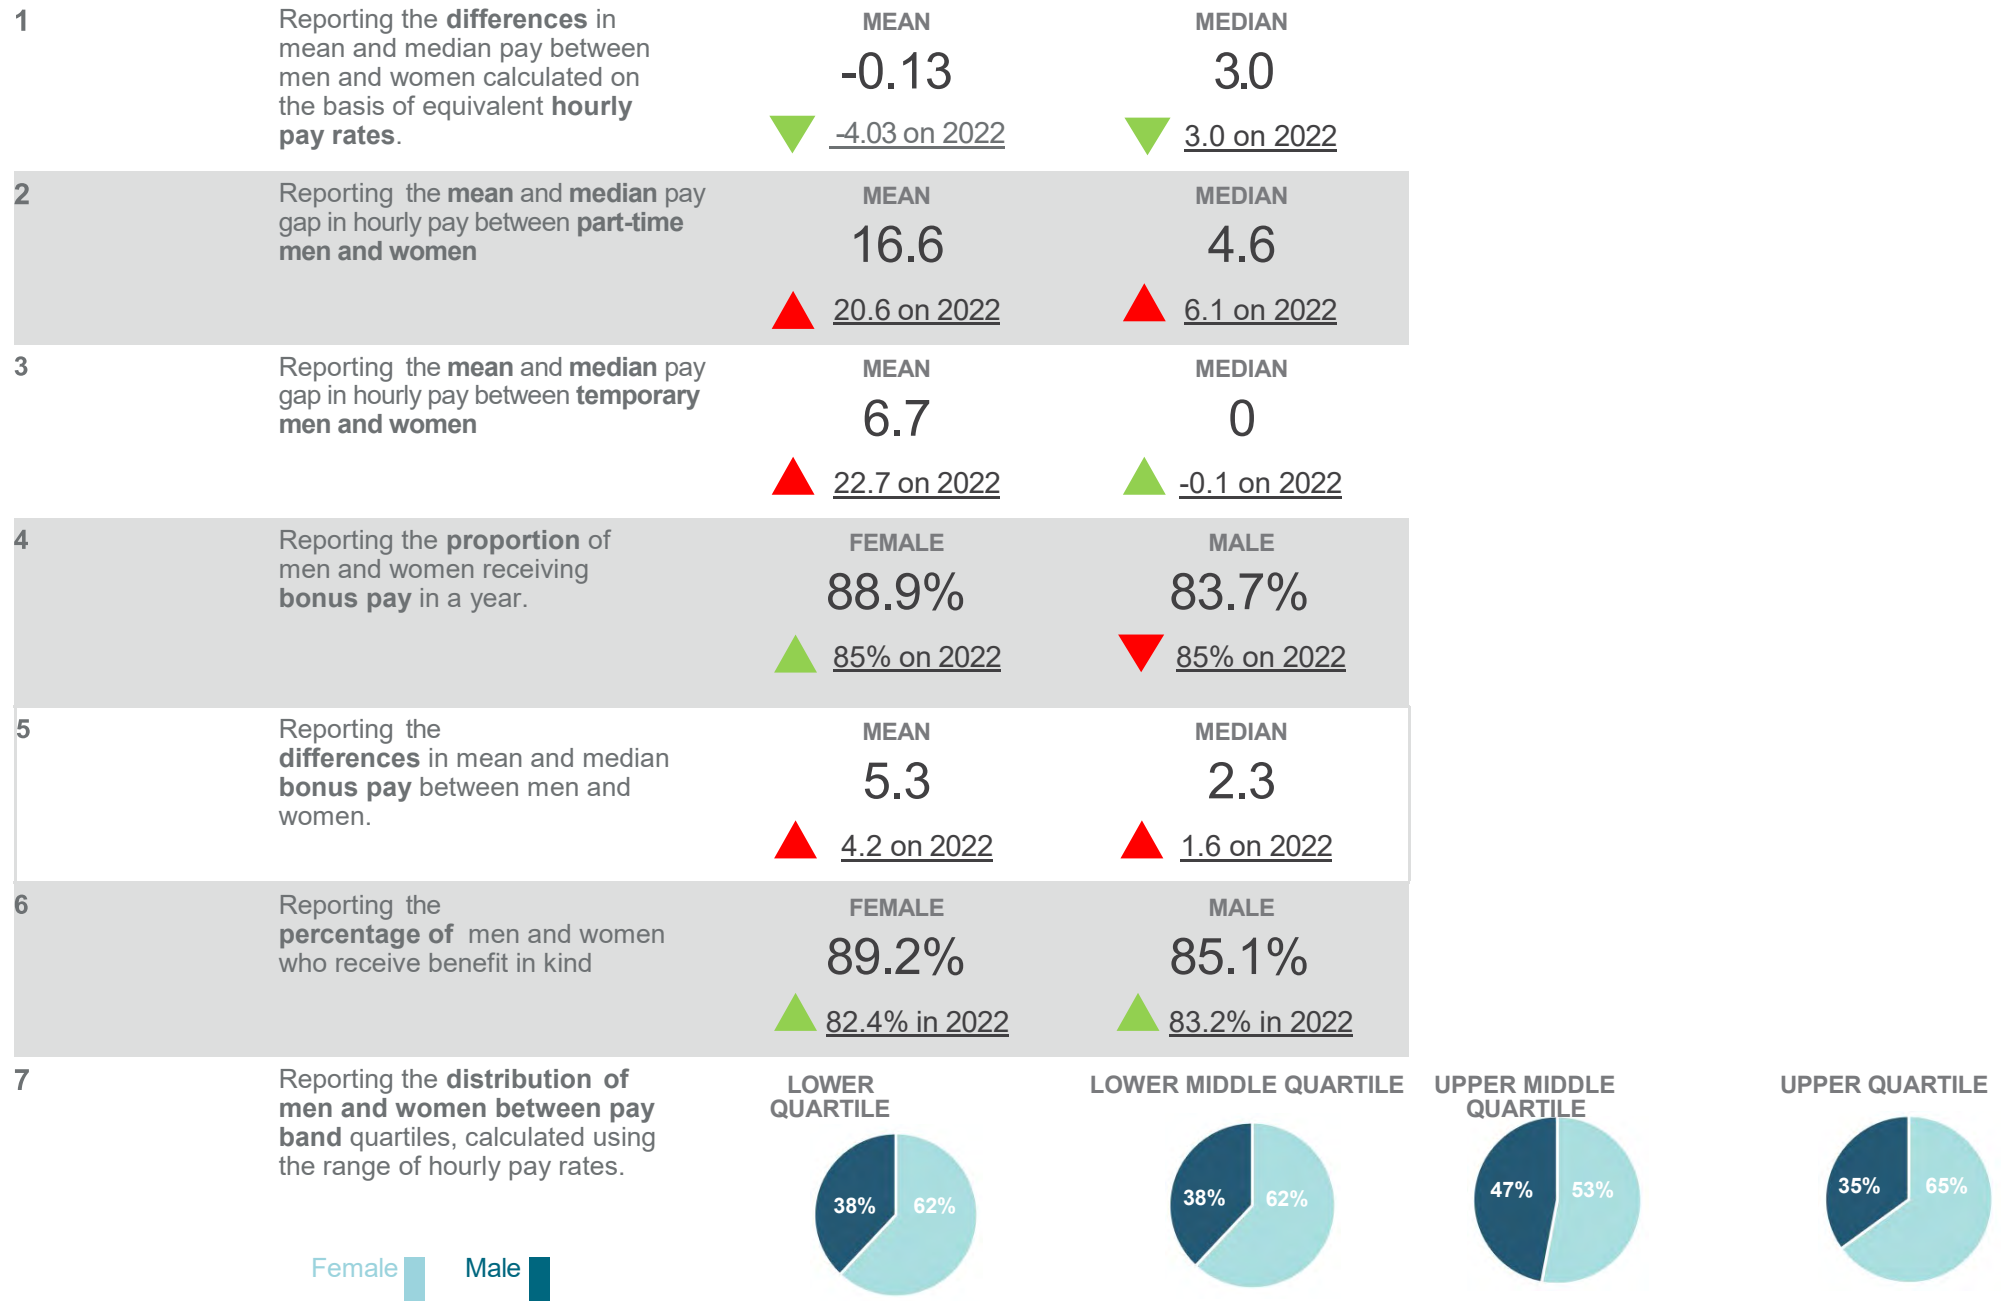 1
Reporting the differences in
mean and median pay between
men and women calculated on
the basis of equivalent hourly
pay rates.
MEAN
-0.13
-4.03 on 2022
MEDIAN
3.0
3.0 on 2022
2
Reporting the mean and median pay
gap in hourly pay between part-time
men and women
MEAN
16.6
20.6 on 2022
MEDIAN
4.6
6.1 on 2022
3
Reporting the mean and median pay
gap in hourly pay between temporary
men and women
MEAN
6.7
22.7 on 2022
MEDIAN
0
-0.1 on 2022
4
Reporting the proportion of
men and women receiving
bonus pay in a year.
FEMALE
88.9%
85% on 2022
MALE
83.7%
85% on 2022
5
Reporting the
differences in mean and median
bonus pay between men and
women.
MEAN
5.3
4.2 on 2022
MEDIAN
2.3
1.6 on 2022
6
Reporting the
percentage of men and women
who receive benefit in kind
FEMALE
89.2%
82.4% in 2022
MALE
85.1%
83.2% in 2022
7
Reporting the distribution of
men and women between pay
band quartiles, calculated using
the range of hourly pay rates.
Female
Male
LOWER
QUARTILE
38%
62%
LOWER MIDDLE QUARTILE
38%
62%
UPPER MIDDLE
QUARTILE
47%
53%
UPPER QUARTILE
35%
65%